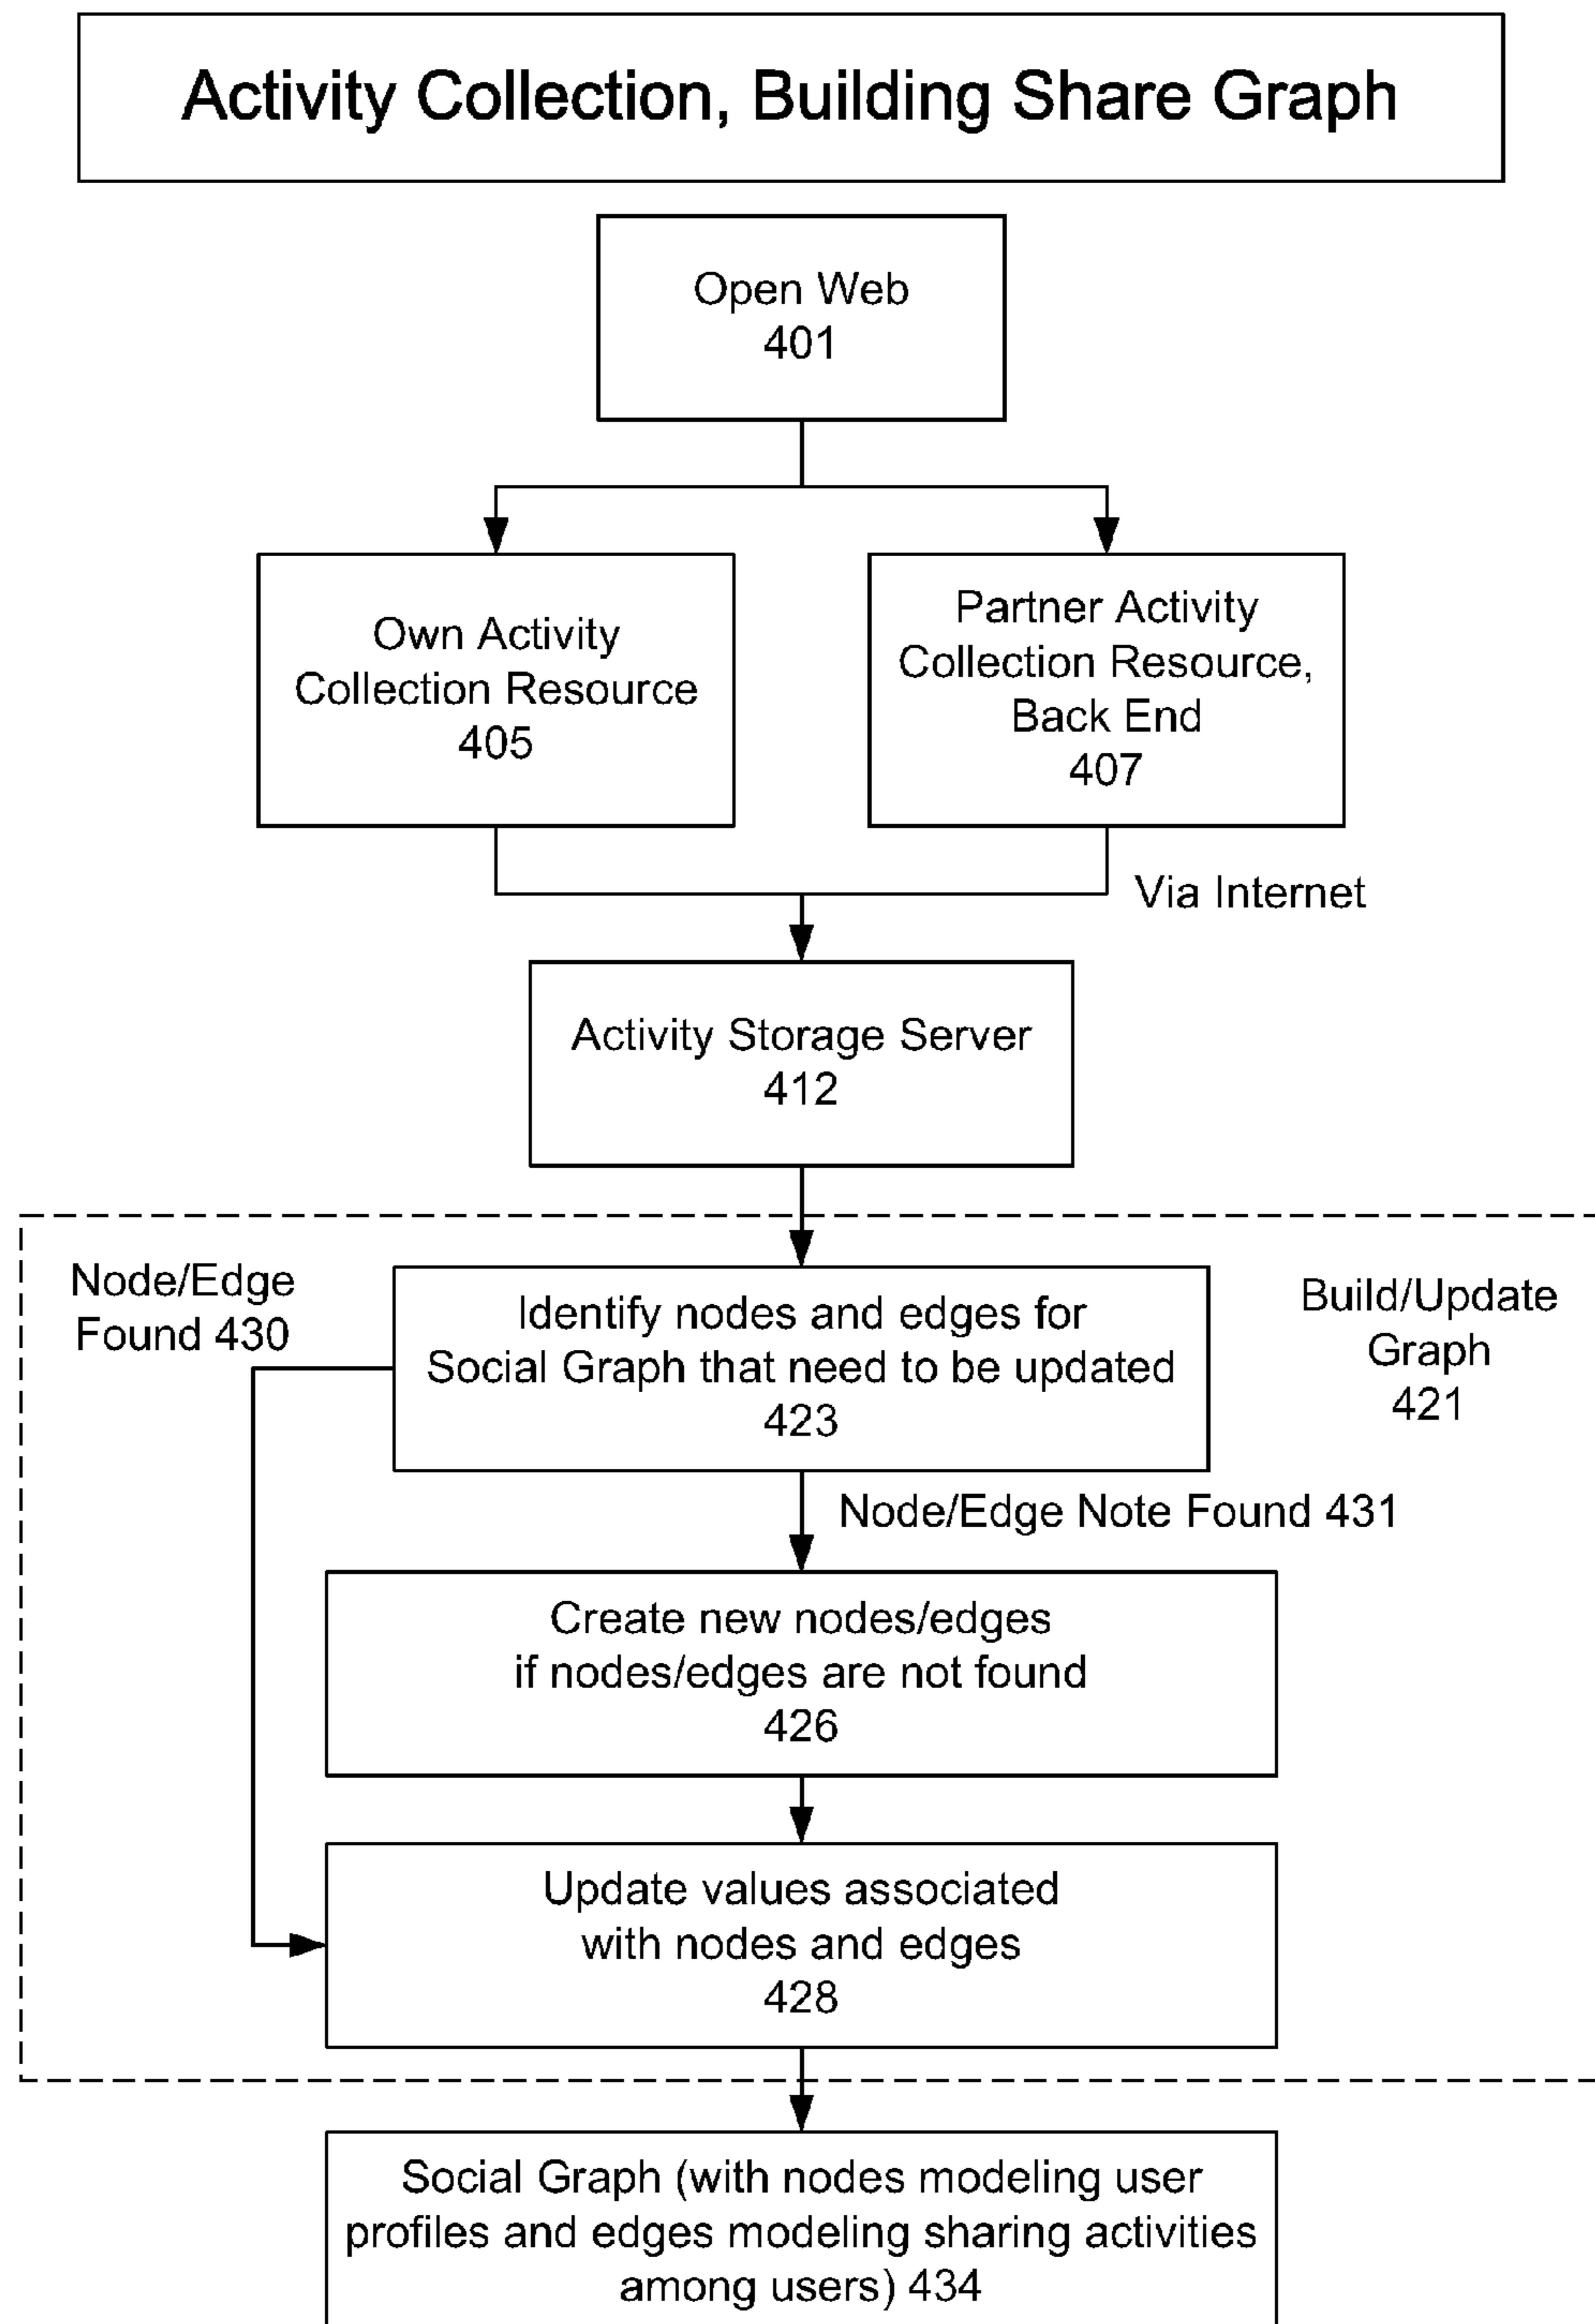 Activity Collection, Building Share Graph
Open Web
401
Own Activity
Collection Resource
405
Partner Activity
Collection Resource,
Back End
407
Via Internet
Activity Storage Server
412
Node/Edge
Found 430
Identify nodes and edges for
Social Graph that need to be updated
423
Build/Update
Graph
421
Node/Edge Note Found 431
Create new nodes/edges
if nodes/edges are not found
426
Update values associated
with nodes and edges
428
Social Graph (with nodes modeling user
profiles and edges modeling sharing activities
among users) 434